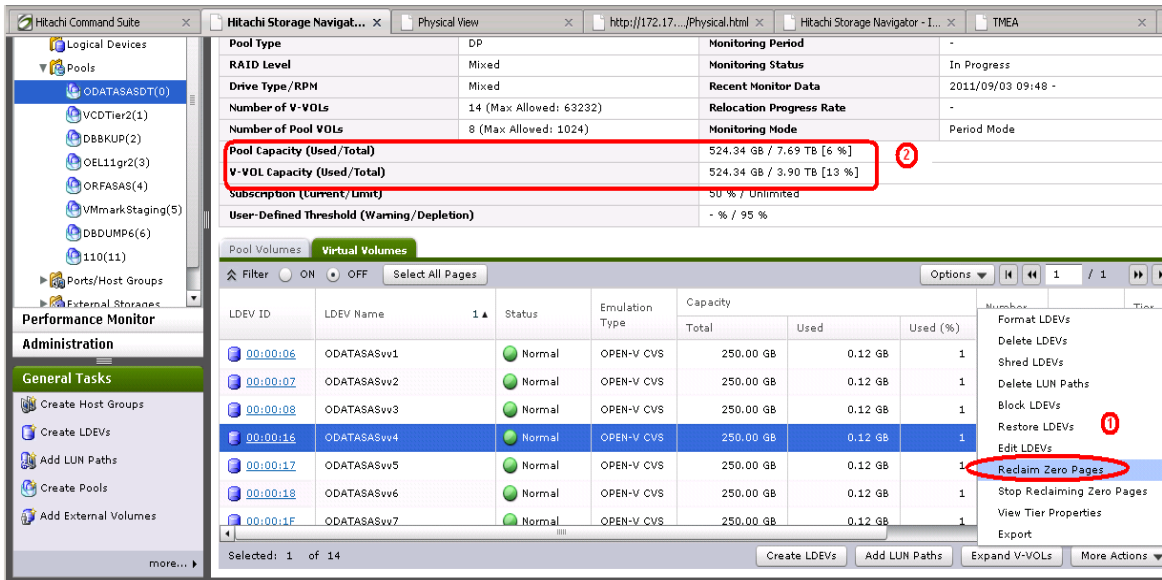 Hitachi Command Suite × Hitachi Storage Navigat... × Physical View × http://172.17..../Physical.html × Hitachi Storage Navigator - I... × TMEA ×
Logical Devices
Pools
ODATASASDT(0)
VCDTier2(1)
DBBKUP(2)
OEL11gr2(3)
ORFASAS(4)
VMmarkStaging(5)
DBDUMP6(6)
110(11)
Ports/Host Groups
External Storages
Performance Monitor
Administration
General Tasks
Create Host Groups
Create LDEVs
Add LUN Paths
Create Pools
Add External Volumes
more...
Pool Type DP Monitoring Period -
RAID Level Mixed Monitoring Status In Progress
Drive Type/RPM Mixed Recent Monitor Data 2011/09/03 09:48 -
Number of V-VOLs 14 (Max Allowed: 63232) Relocation Progress Rate -
Number of Pool VOLs 8 (Max Allowed: 1024) Monitoring Mode Period Mode
Pool Capacity (Used/Total) 524.34 GB / 7.69 TB [6 %]
2
V-VOL Capacity (Used/Total) 524.34 GB / 3.90 TB [13 %]
Subscription (Current/Limit) 50 % / Unlimited
User-Defined Threshold (Warning/Depletion) - % / 95 %
Pool Volumes Virtual Volumes
Filter ON OFF Select All Pages Options 1 / 1
LDEV ID LDEV Name 1 Status Emulation Type Capacity Number Tier
Total Used Used (%)
00:00:06 ODATASASvv1 Normal OPEN-V CVS 250.00 GB 0.12 GB 1
00:00:07 ODATASASvv2 Normal OPEN-V CVS 250.00 GB 0.12 GB 1
00:00:08 ODATASASvv3 Normal OPEN-V CVS 250.00 GB 0.12 GB 1
00:00:16 ODATASASvv4 Normal OPEN-V CVS 250.00 GB 0.12 GB 1
00:00:17 ODATASASvv5 Normal OPEN-V CVS 250.00 GB 0.12 GB 1
00:00:18 ODATASASvv6 Normal OPEN-V CVS 250.00 GB 0.12 GB 1
00:00:1F ODATASASvv7 Normal OPEN-V CVS 250.00 GB 0.12 GB 1
Format LDEVs
Delete LDEVs
Shred LDEVs
Delete LUN Paths
Block LDEVs
Restore LDEVs
1
Edit LDEVs
Reclaim Zero Pages
Stop Reclaiming Zero Pages
View Tier Properties
Export
Selected: 1 of 14 Create LDEVs Add LUN Paths Expand V-VOLs More Actions